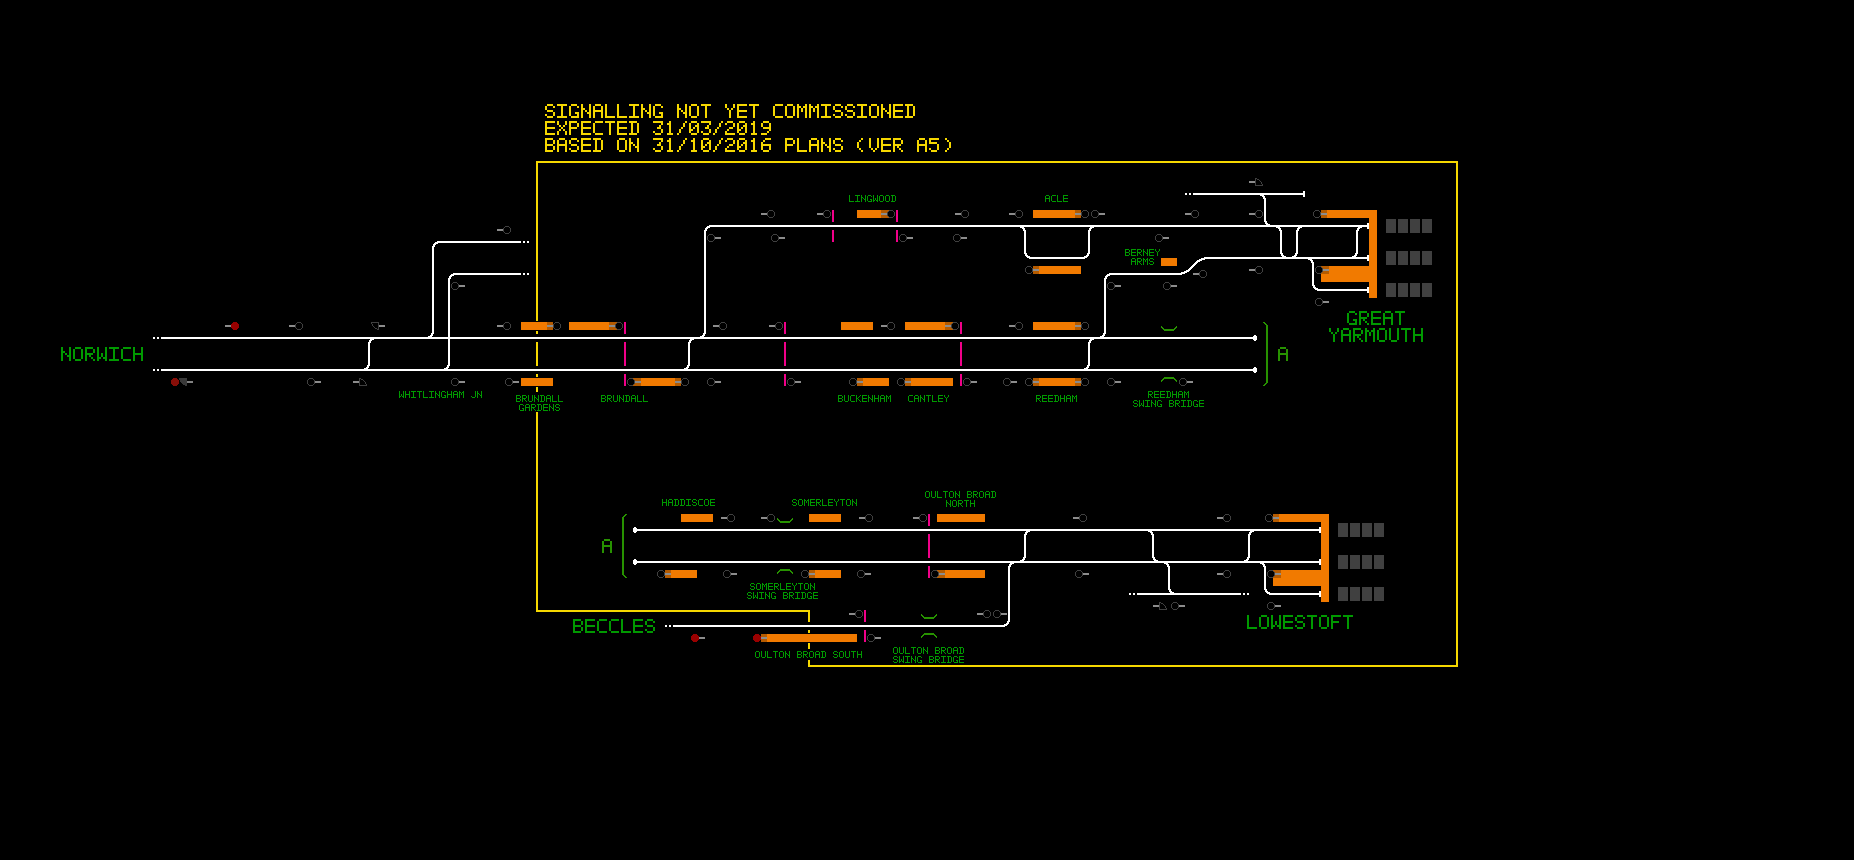 SIGNALLING NOT YET COMMISSIONED
EXPECTED 31/03/2019
BASED ON 31/10/2016 PLANS (VER A5)
LINGWOOD
ACLE
BERNEY
ARMS
GREAT
YARMOUTH
NORWICH
A
WHITLINGHAM JN
BRUNDALL
GARDENS
BRUNDALL
BUCKENHAM
CANTLEY
REEDHAM
REEDHAM
SWING BRIDGE
HADDISCOE
SOMERLEYTON
OULTON BROAD
NORTH
A
SOMERLEYTON
SWING BRIDGE
BECCLES
LOWESTOFT
OULTON BROAD SOUTH
OULTON BROAD
SWING BRIDGE